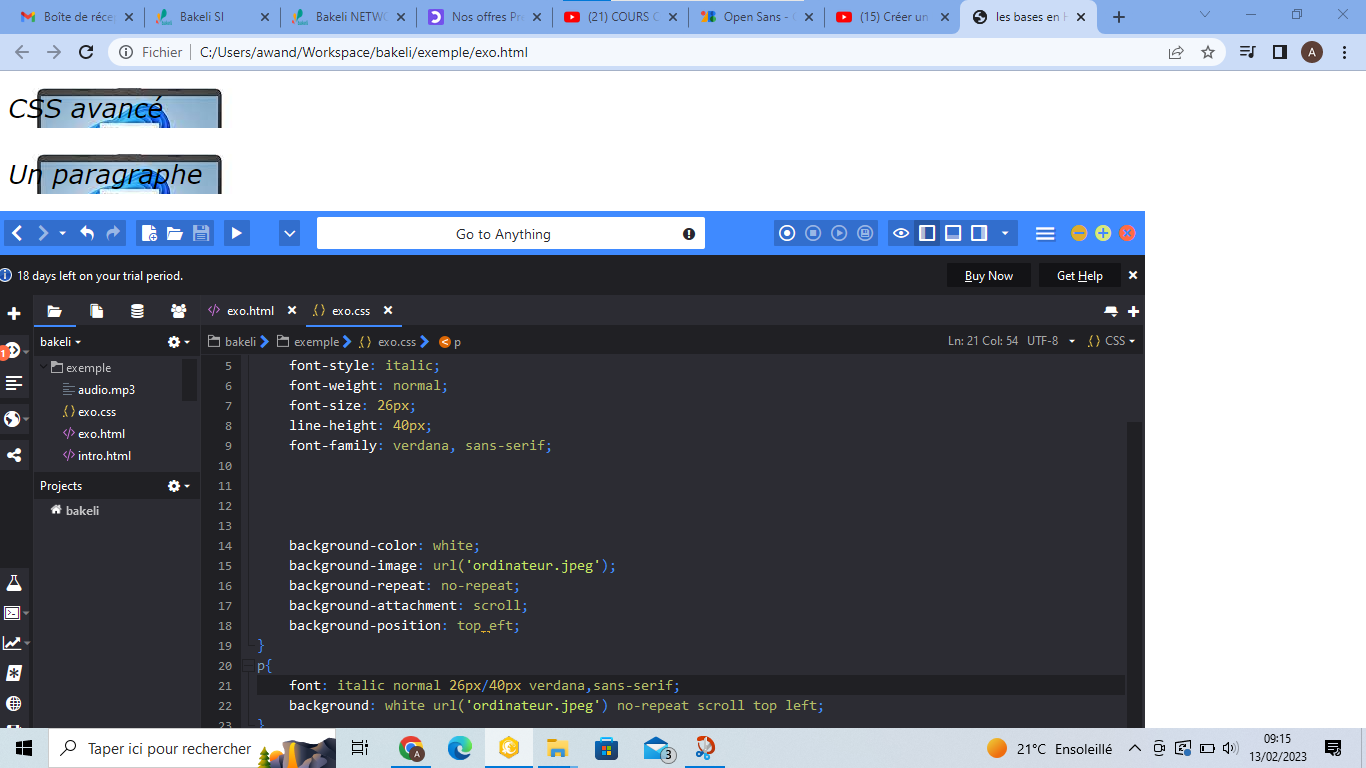 Boîte de récep
Bakeli SI
Bakeli NETWO
Nos offres Pr
(21) COURS C
Open Sans - G
(15) Créer un
les bases en H
Fichier
C:/Users/awand/Workspace/bakeli/exemple/exo.html
A
CSS avancé
Un paragraphe
Go to Anything
18 days left on your trial period.
Buy Now
Get Help
exo.html
exo.css
bakeli
bakeli
exemple
exo.css
p
Ln: 21 Col: 54
UTF-8
CSS
1
exemple
audio.mp3
exo.css
exo.html
intro.html
Projects
bakeli
5 font-style: italic;
6 font-weight: normal;
7 font-size: 26px;
8 line-height: 40px;
9 font-family: verdana, sans-serif;
10
11
12
13
14 background-color: white;
15 background-image: url('ordinateur.jpeg');
16 background-repeat: no-repeat;
17 background-attachment: scroll;
18 background-position: top eft;
19 }
20 p{
21 font: italic normal 26px/40px verdana,sans-serif;
22 background: white url('ordinateur.jpeg') no-repeat scroll top left;
23 }
Taper ici pour rechercher
A
3
21°C Ensoleillé
09:15
13/02/2023